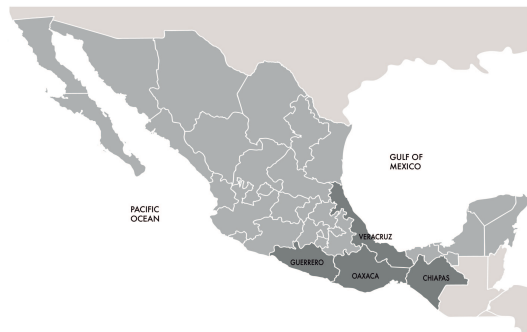 GULF OF
MEXICO
PACIFIC
OCEAN
VERACRUZ
GUERRERO
OAXACA
CHIAPAS